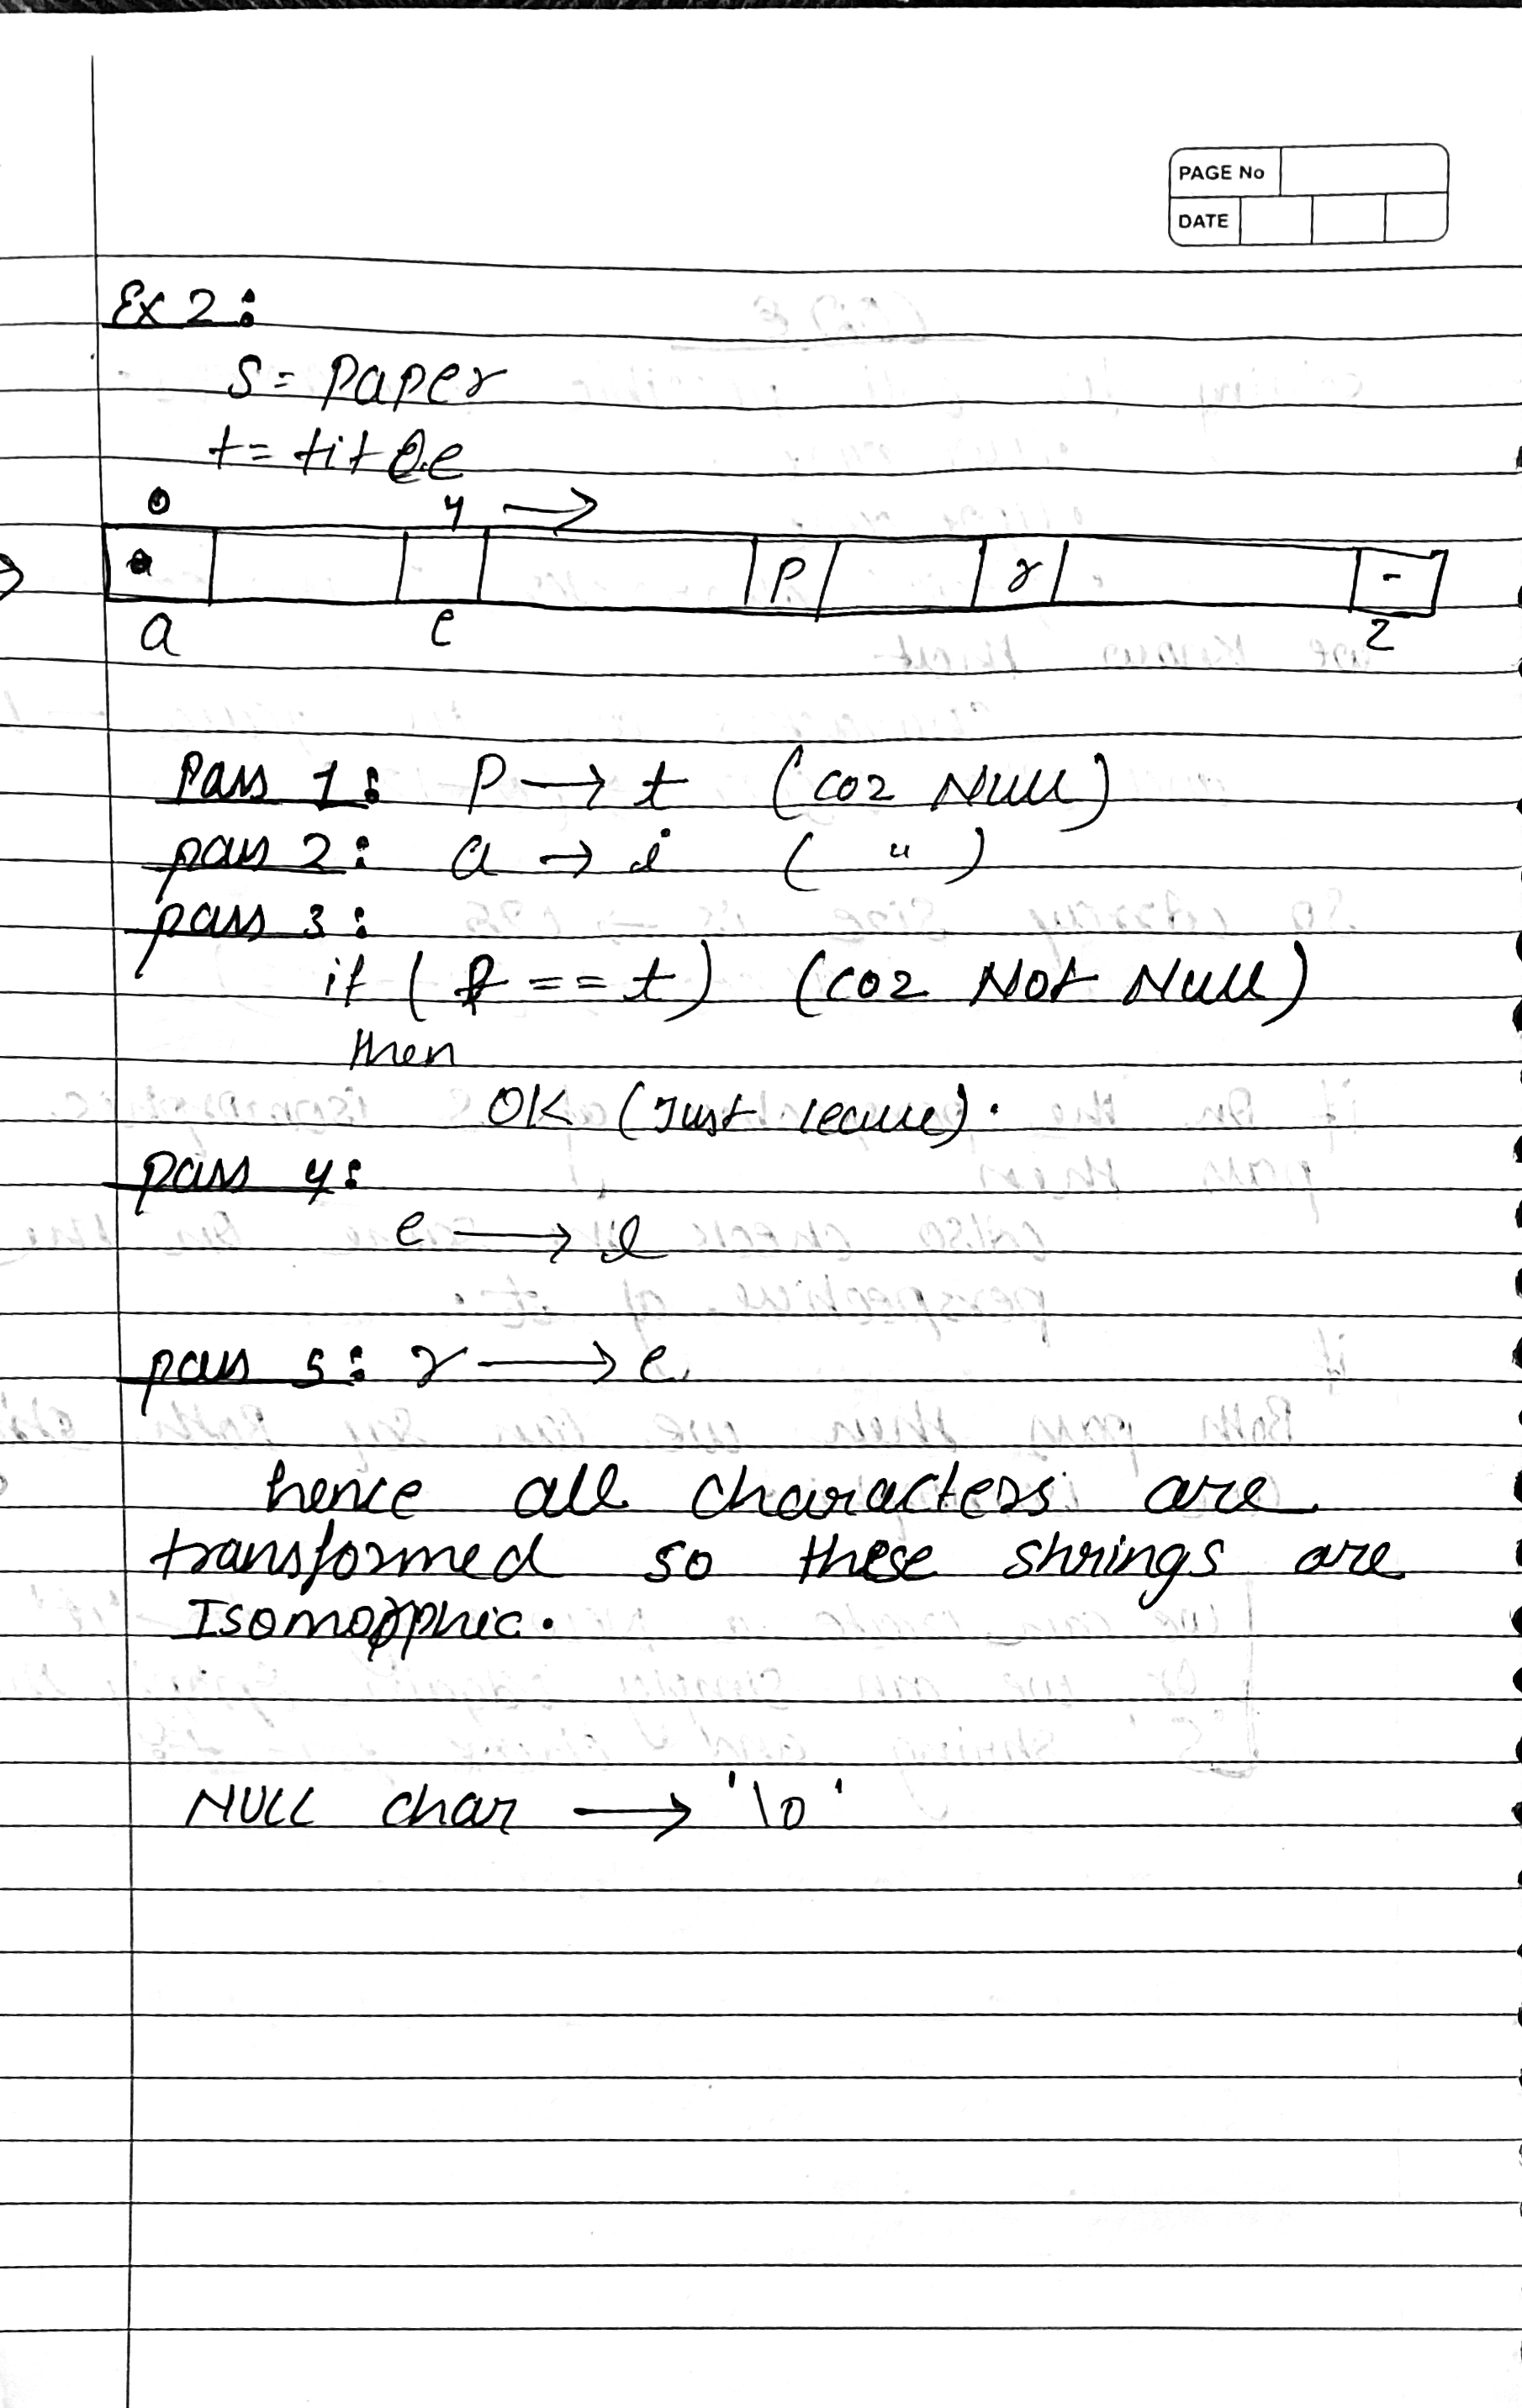 PAGE No
DATE
Ex 2:
s = paper
t = title
0 4 →
a p r -
a e z
Pass 1: P → t (coz Null)
pass 2: a → i ( " )
pass 3:
if ( == t) (coz Not Null)
then
OK (Just leave).
pass 4:
e → l
pass 5: r → e
hence all characters are
transformed so these strings are
Isomorphic.
NULL char → '\0'